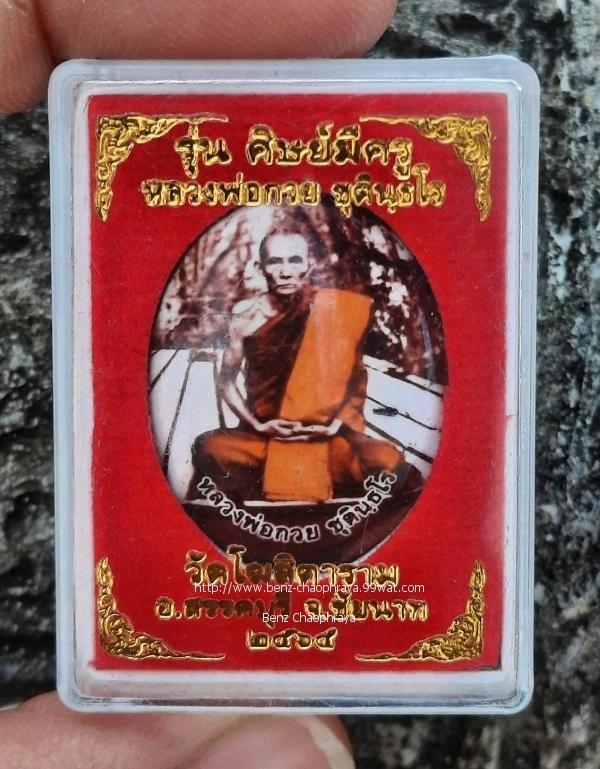 รุ่น ศิษย์มีครู
หลวงพ่อกวย ชุตินฺธโร
หลวงพ่อกวย ชุตินฺธโร
วัดโฆสิตาราม
http://www.benz-chaophraya.99wat.com
อ.สรรคบุรี จ.ชัยนาท
Benz Chaophraya
๒๕๖๔